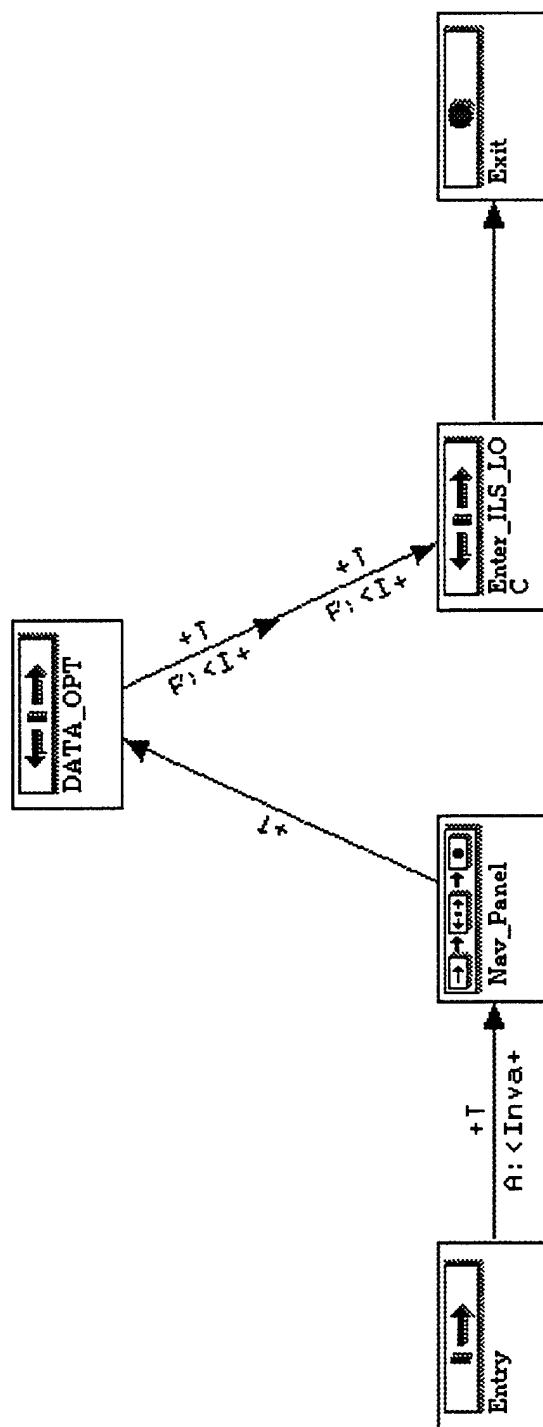 Entry
+T
A:<Inva+
Nav_Panel
+T
DATA_OPT
+T
F:<I+
+T
F:<I+
Enter_ILS_LO
C
Exit